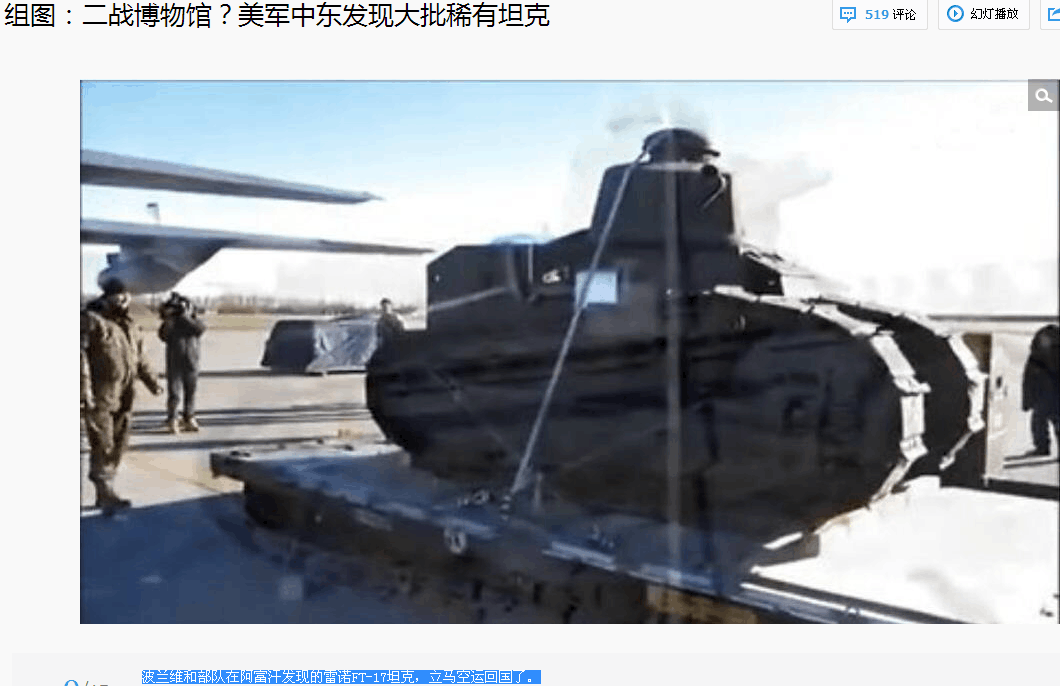 组图：二战博物馆？美军中东发现大批稀有坦克
519 评论
幻灯播放
波兰维和部队在阿富汗发现的雷诺FT-17坦克，立马空运回国了。